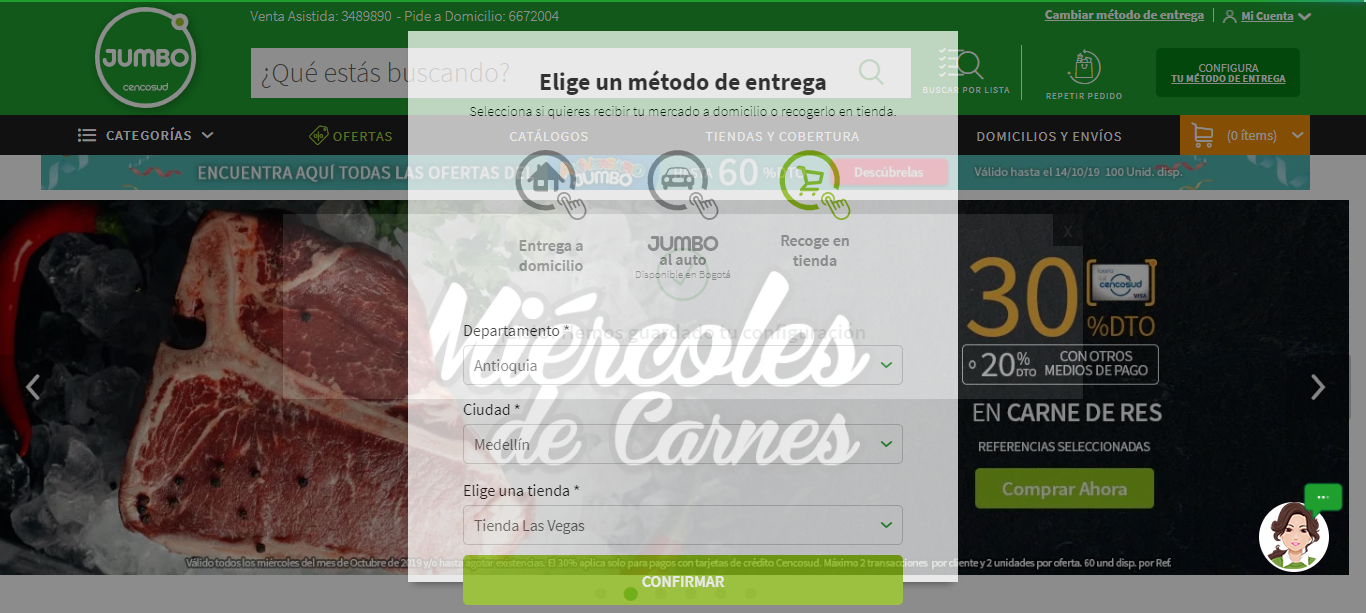 Venta Asistida: 3489890 - Pide a Domicilio: 6672004
Cambiar método de entrega
Mi Cuenta
JUMBO
cencosud
¿Qué estás buscando?
BUSCAR POR LISTA
REPETIR PEDIDO
CONFIGURA
TU MÉTODO DE ENTREGA
Elige un método de entrega
Selecciona si quieres recibir tu mercado a domicilio o recogerlo en tienda.
CATEGORÍAS
OFERTAS
CATÁLOGOS
TIENDAS Y COBERTURA
DOMICILIOS Y ENVÍOS
(0 ítems)
ENCUENTRA AQUÍ TODAS LAS OFERTAS DEL
JUMBO
60 %DTO
Descúbrelas
Válido hasta el 14/10/19 100 Unid. disp.
Entrega a
domicilio
JUMBO
al auto
Disponible en Bogotá
Recoge en
tienda
X
Hemos guardado tu configuración
Departamento *
Antioquia
Ciudad *
Medellín
Elige una tienda *
Tienda Las Vegas
CONFIRMAR
Miércoles
de Carnes
30 %DTO
cencosud
VISA
o 20% DTO CON OTROS
MEDIOS DE PAGO
EN CARNE DE RES
REFERENCIAS SELECCIONADAS
Comprar Ahora
Válido todos los miércoles del mes de Octubre de 2019 y/o hasta agotar existencias. El 30% aplica solo para pagos con tarjetas de crédito Cencosud. Máximo 2 transacciones por cliente y 2 unidades por oferta. 60 und disp. por Ref.